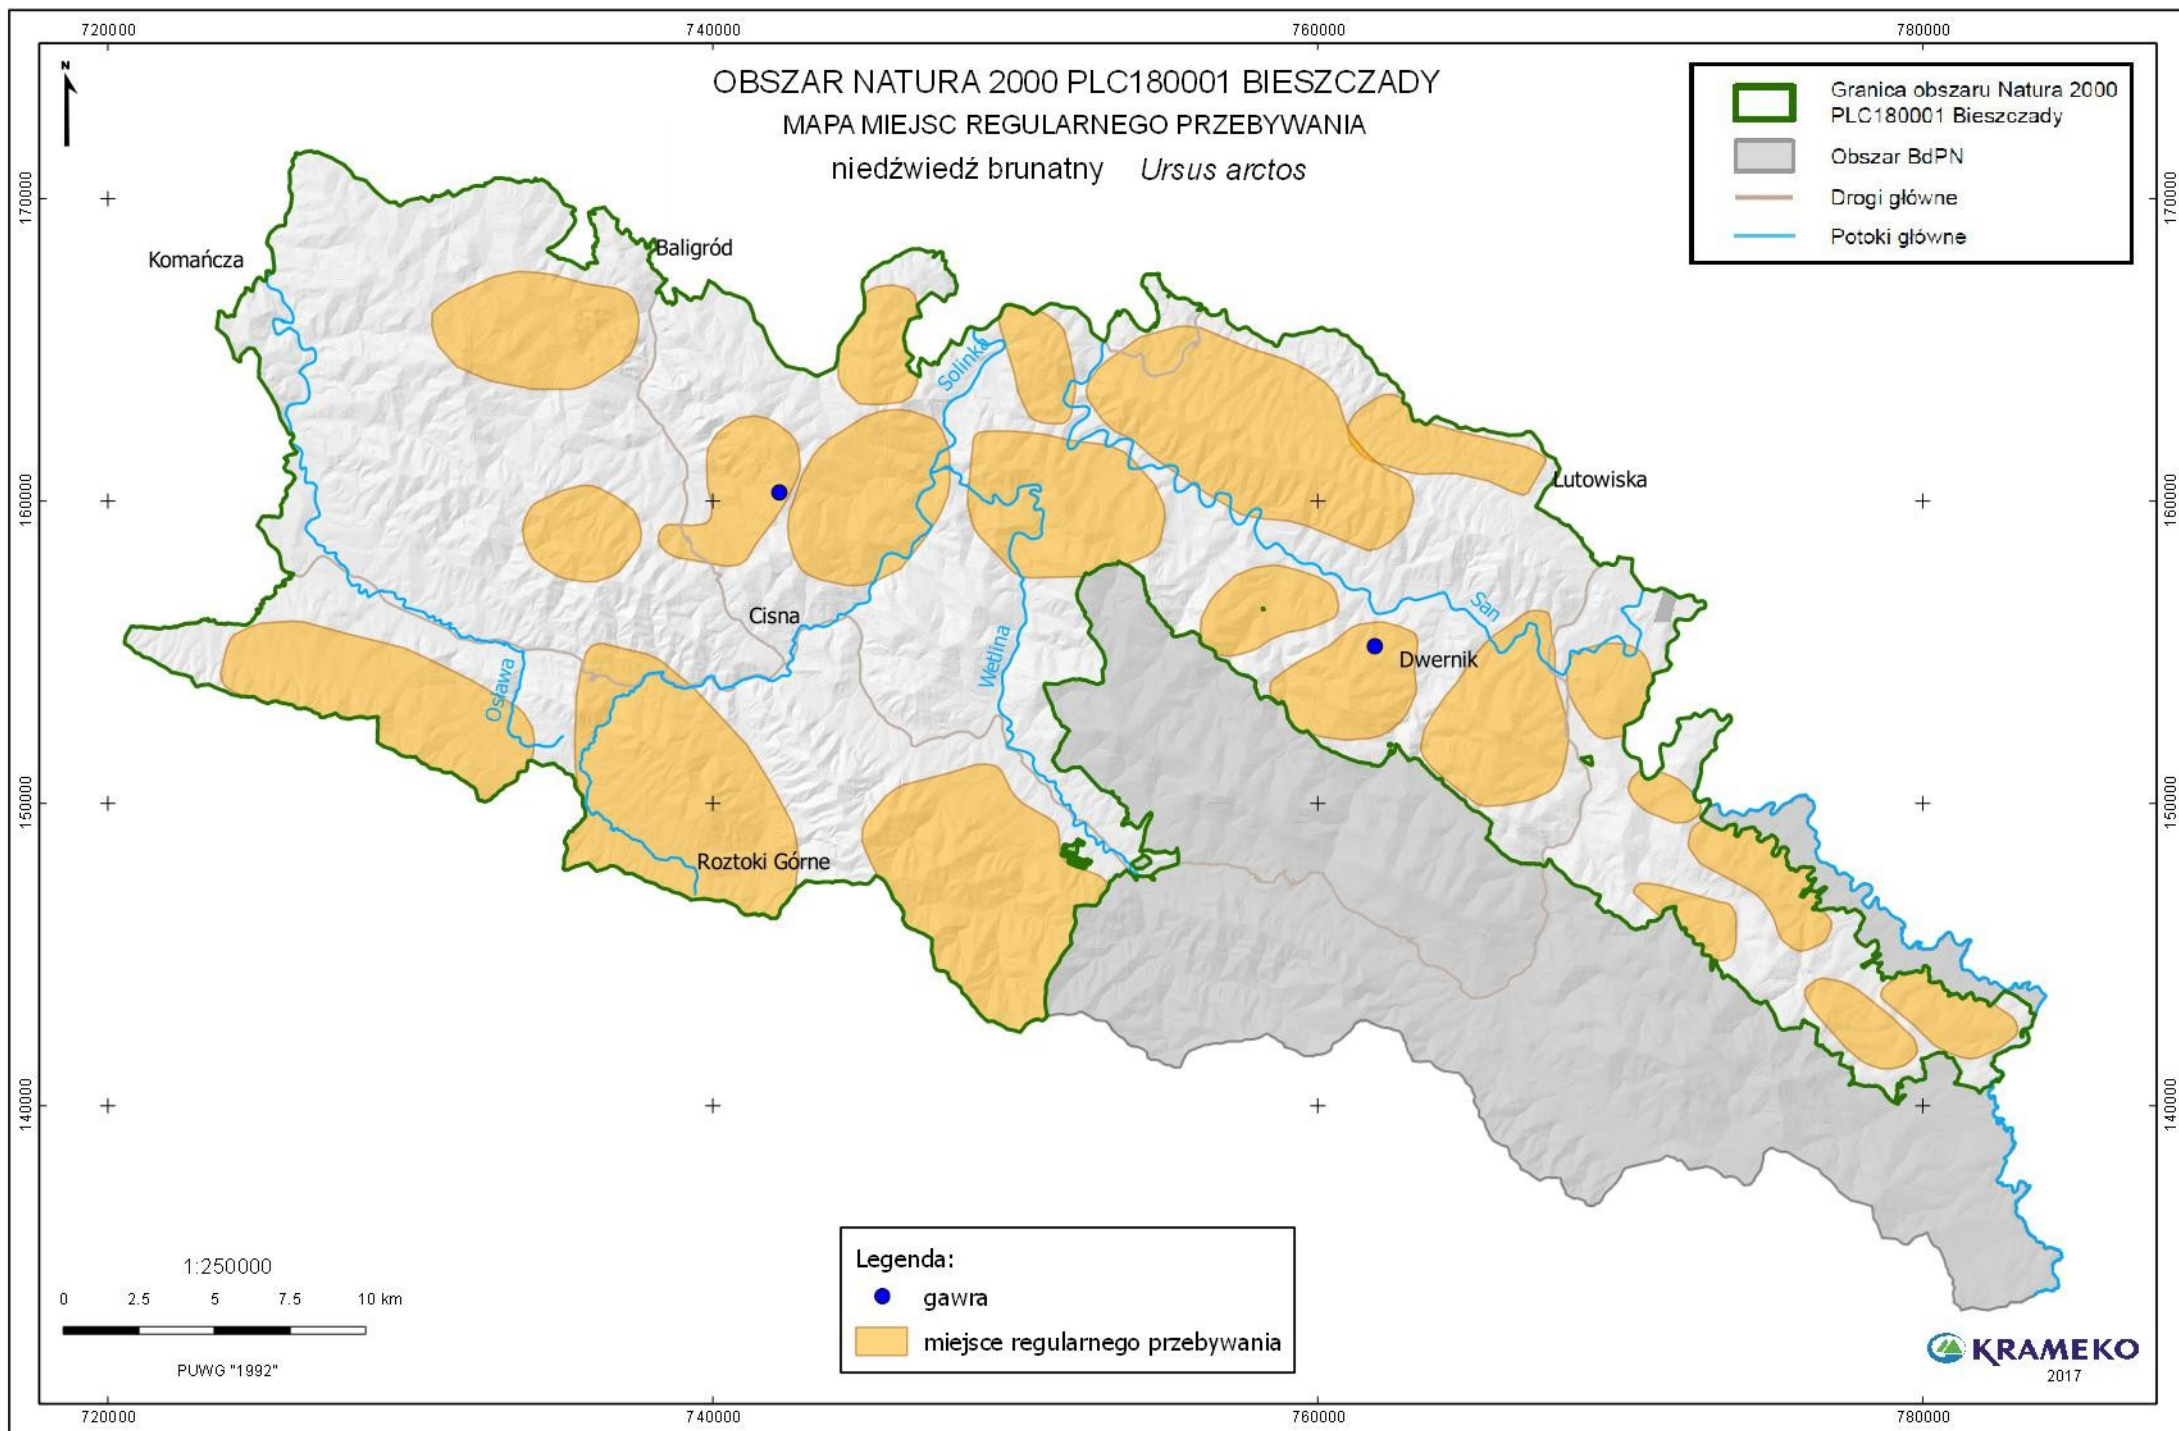 720000 740000 760000 780000
OBSZAR NATURA 2000 PLC180001 BIESZCZADY
MAPA MIEJSC REGULARNEGO PRZEBYWANIA
niedźwiedź brunatny Ursus arctos
N
Granica obszaru Natura 2000
PLC180001 Bieszczady
Obszar BdPN
Drogi główne
Potoki główne
170000 170000
Komańcza
Baligród
Solinka
Lutowiska
160000 160000
Cisna
San
Wetlina
Dwernik
Osława
150000 150000
Roztoki Górne
140000 140000
1:250000
0 2.5 5 7.5 10 km
PUWG "1992"
Legenda:
gawra
miejsce regularnego przebywania
KRAMEKO
2017
720000 740000 760000 780000